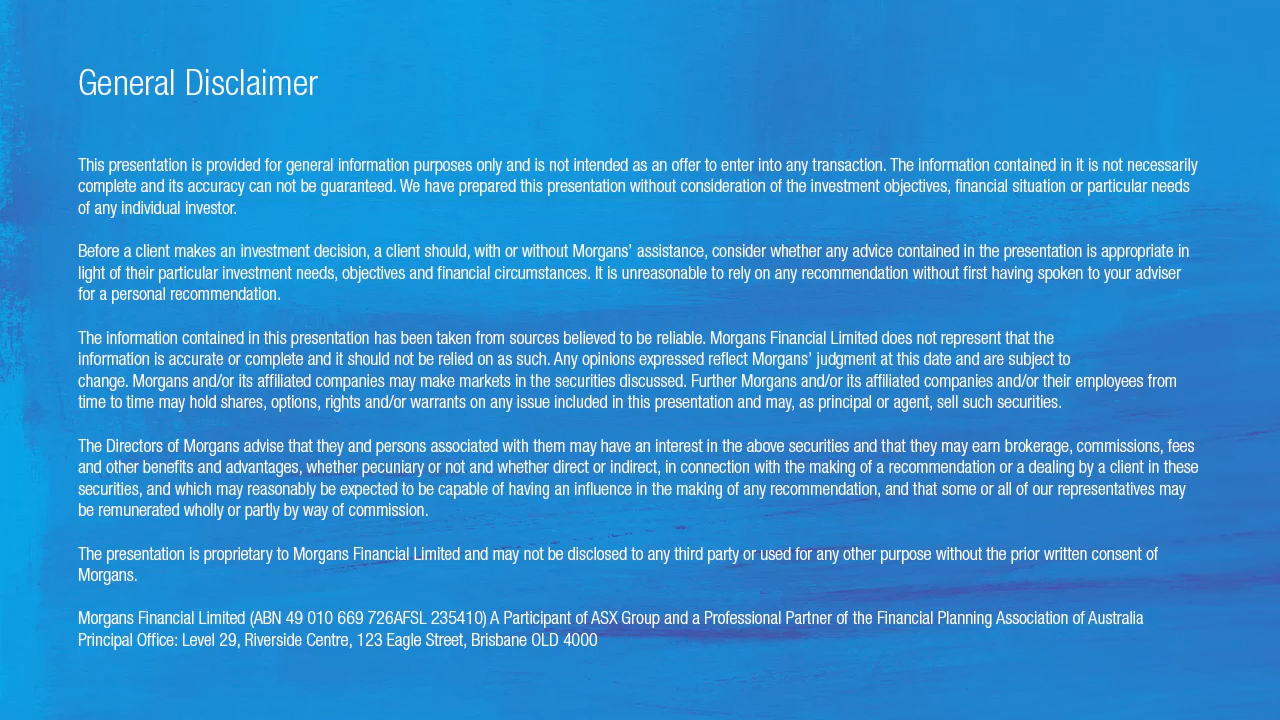 General Disclaimer
This presentation is provided for general information purposes only and is not intended as an offer to enter into any transaction. The information contained in it is not necessarily
complete and its accuracy can not be guaranteed. We have prepared this presentation without consideration of the investment objectives, financial situation or particular needs
of any individual investor.
Before a client makes an investment decision, a client should, with or without Morgans' assistance, consider whether any advice contained in the presentation is appropriate in
light of their particular investment needs, objectives and financial circumstances. It is unreasonable to rely on any recommendation without first having spoken to your adviser
for a personal recommendation.
The information contained in this presentation has been taken from sources believed to be reliable. Morgans Financial Limited does not represent that the
information is accurate or complete and it should not be relied on as such. Any opinions expressed reflect Morgans' judgment at this date and are subject to
change. Morgans and/or its affiliated companies may make markets in the securities discussed. Further Morgans and/or its affiliated companies and/or their employees from
time to time may hold shares, options, rights and/or warrants on any issue included in this presentation and may, as principal or agent, sell such securities.
The Directors of Morgans advise that they and persons associated with them may have an interest in the above securities and that they may earn brokerage, commissions, fees
and other benefits and advantages, whether pecuniary or not and whether direct or indirect, in connection with the making of a recommendation or a dealing by a client in these
securities, and which may reasonably be expected to be capable of having an influence in the making of any recommendation, and that some or all of our representatives may
be remunerated wholly or partly by way of commission.
The presentation is proprietary to Morgans Financial Limited and may not be disclosed to any third party or used for any other purpose without the prior written consent of
Morgans.
Morgans Financial Limited (ABN 49 010 669 726AFSL 235410) A Participant of ASX Group and a Professional Partner of the Financial Planning Association of Australia
Principal Office: Level 29, Riverside Centre, 123 Eagle Street, Brisbane OLD 4000